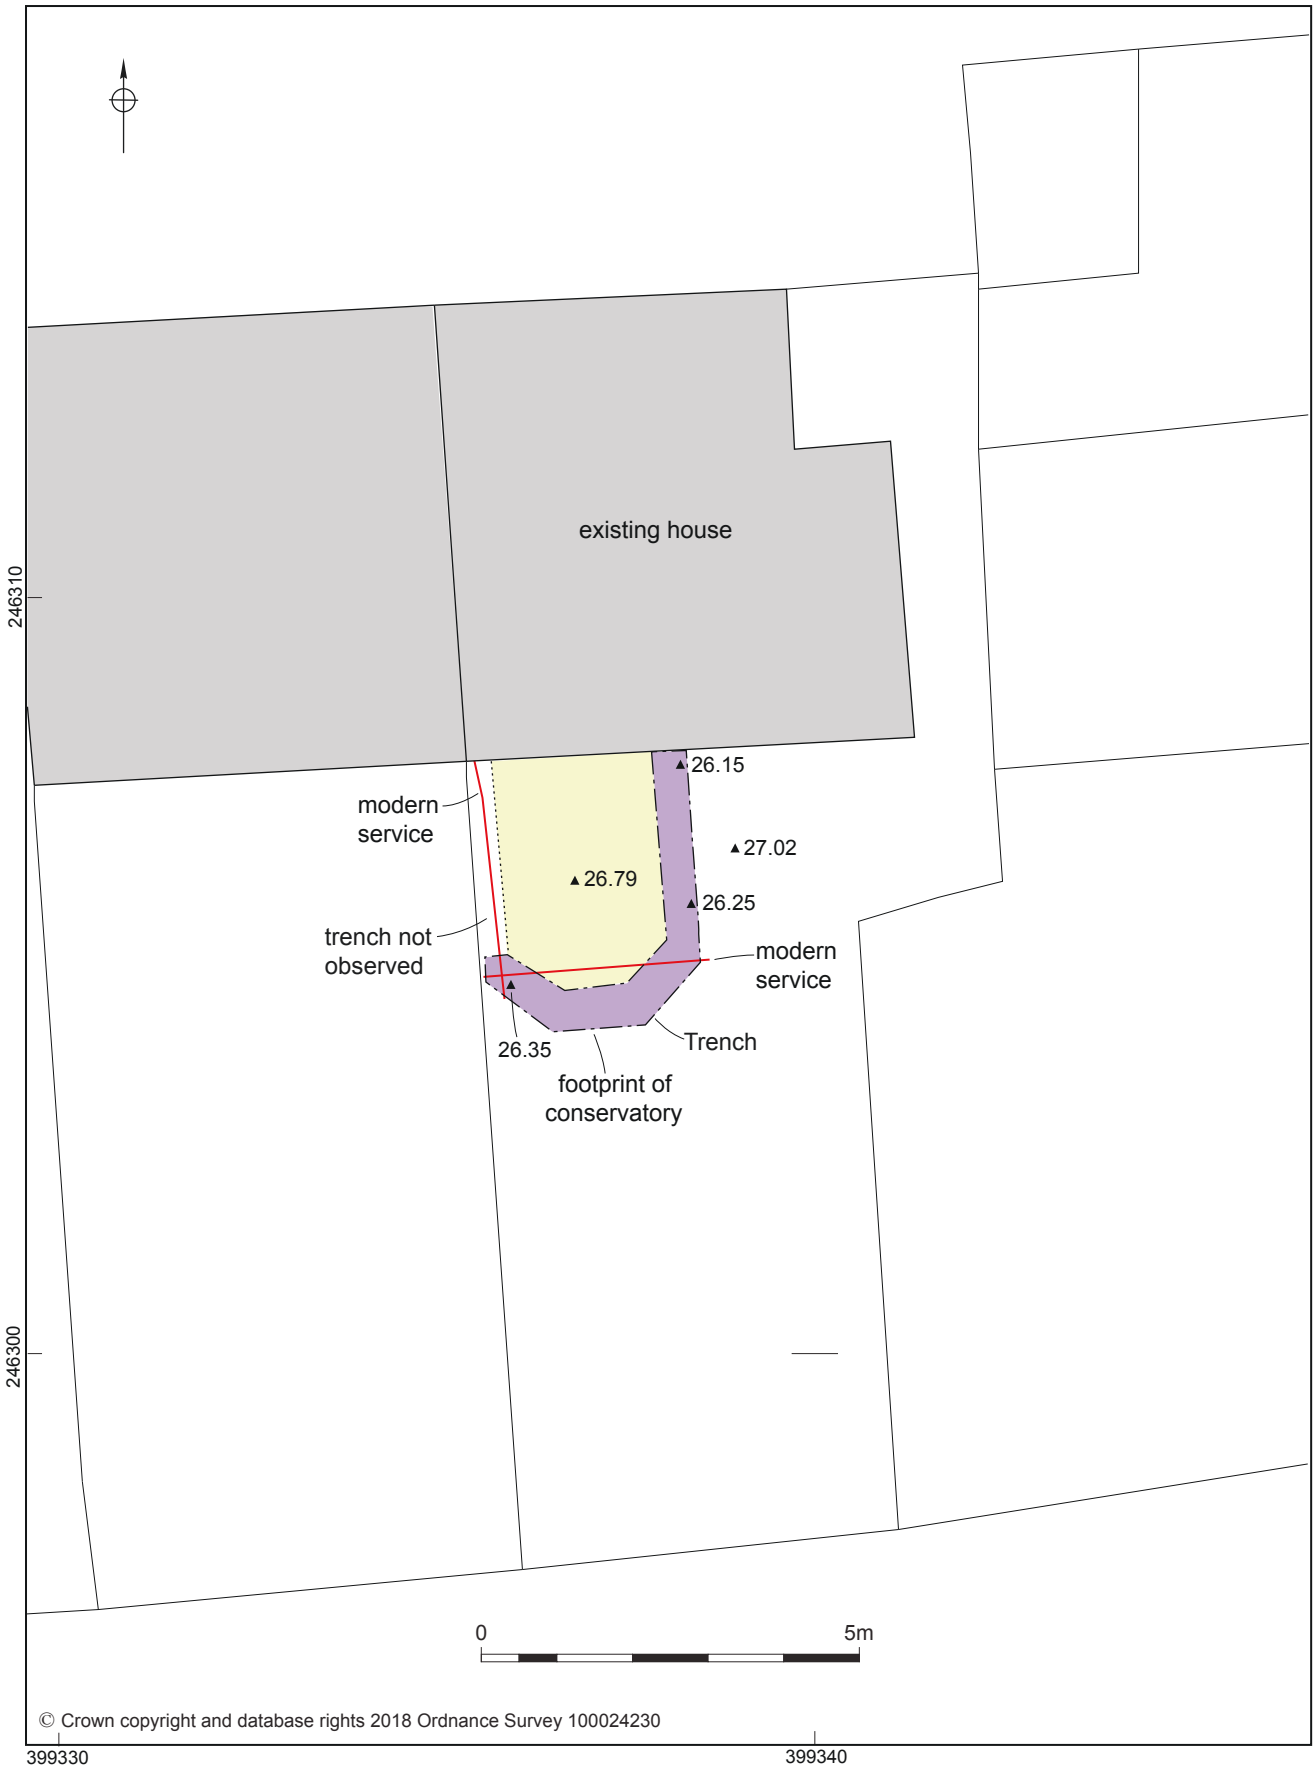 existing house
246310
26.15
modern
service
27.02
26.79
26.25
trench not
observed
modern
service
Trench
26.35
footprint of
conservatory
246300
0 5m
© Crown copyright and database rights 2018 Ordnance Survey 100024230
399330 399340